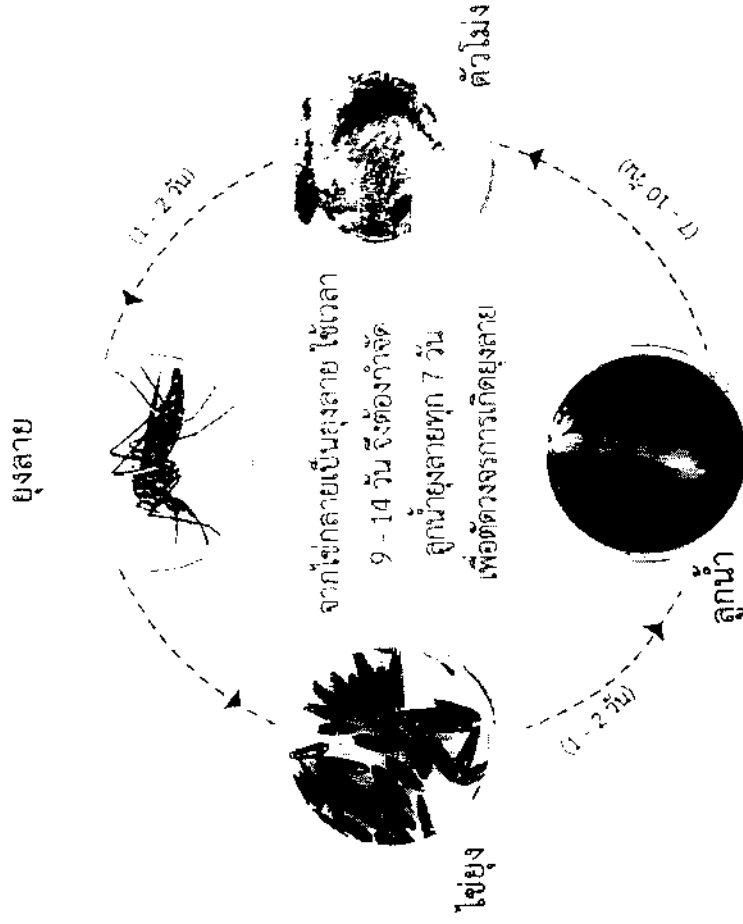 ยุงลาย
(1 - 2 วัน)
ตัวโม่ง
(7 - 10 วัน)
ลูกน้ำ
(1 - 2 วัน)
ไข่ยุง
จากไข่กลายเป็นยุงลาย ใช้เวลา
9 - 14 วัน จึงต้องกำจัด
ลูกน้ำยุงลายทุก 7 วัน
เพื่อตัดวงจรการเกิดยุงลาย